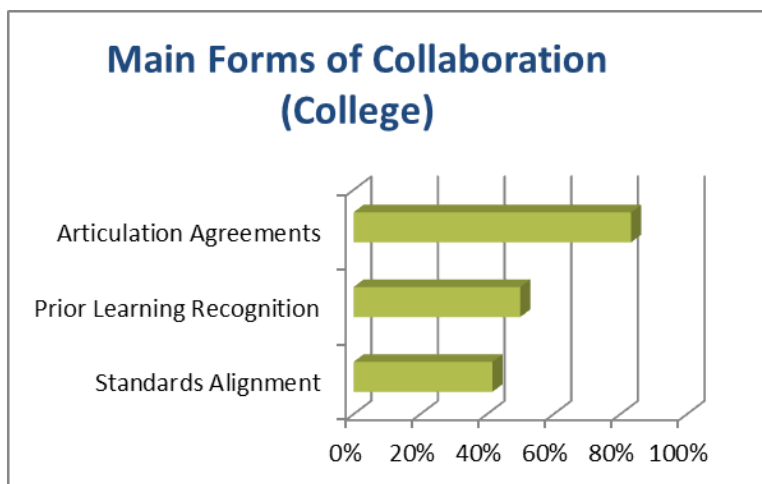 Main Forms of Collaboration
(College)
Articulation Agreements
Prior Learning Recognition
Standards Alignment
0% 20% 40% 60% 80% 100%